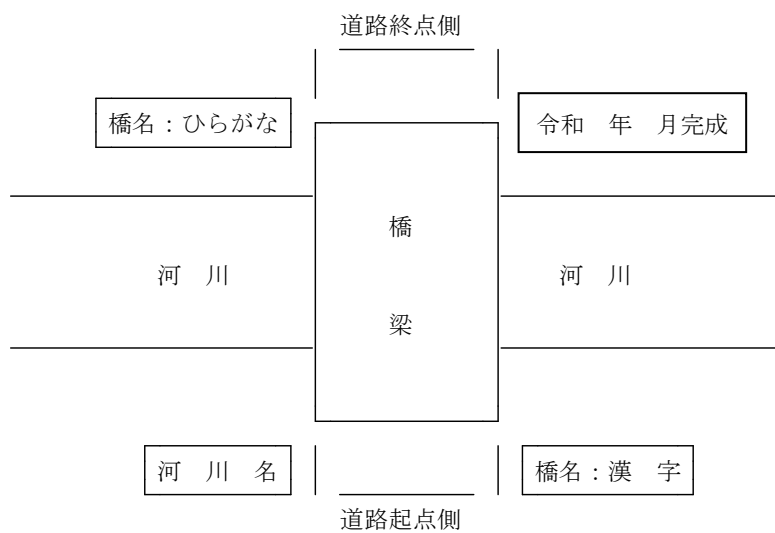 道路終点側
橋名：ひらがな
令和　年　月完成
橋
河　川
河　川
梁
河　川　名
橋名：漢　字
道路起点側